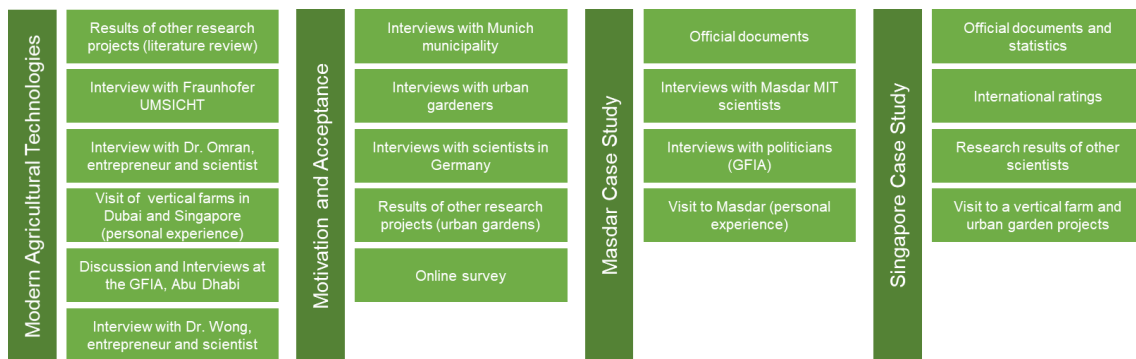 Modern Agricultural Technologies
Results of other research
projects (literature review)
Interview with Fraunhofer
UMSICHT
Interview with Dr. Omran,
entrepreneur and scientist
Visit of vertical farms in
Dubai and Singapore
(personal experience)
Discussion and Interviews at
the GFIA, Abu Dhabi
Interview with Dr. Wong,
entrepreneur and scientist
Motivation and Acceptance
Interviews with Munich
municipality
Interviews with urban
gardeners
Interviews with scientists in
Germany
Results of other research
projects (urban gardens)
Online survey
Masdar Case Study
Official documents
Interviews with Masdar MIT
scientists
Interviews with politicians
(GFIA)
Visit to Masdar (personal
experience)
Singapore Case Study
Official documents and
statistics
International ratings
Research results of other
scientists
Visit to a vertical farm and
urban garden projects